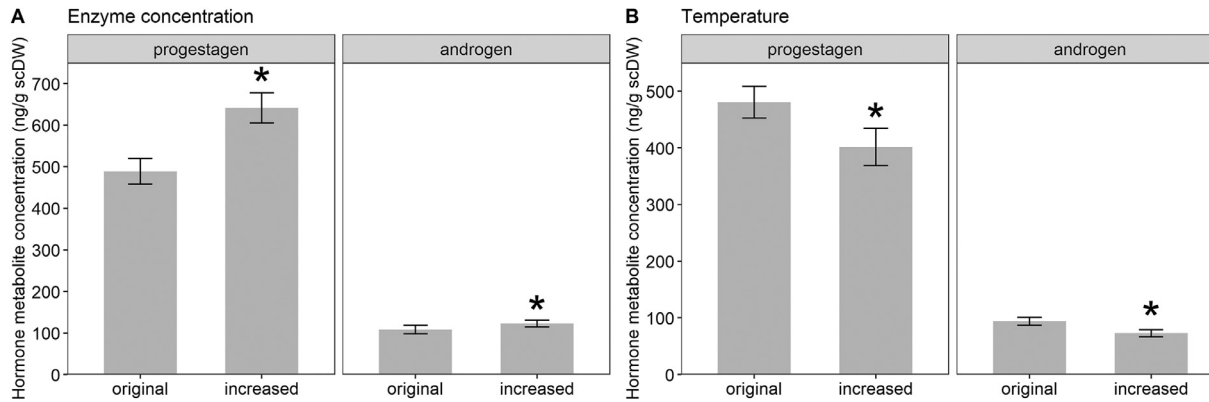 A Enzyme concentration
progestagen androgen
Hormone metabolite concentration (ng/g scDW)
700
600
500
400
300
200
100
0
*
*
original increased original increased
B Temperature
progestagen androgen
Hormone metabolite concentration (ng/g scDW)
500
400
300
200
100
0
*
*
original increased original increased